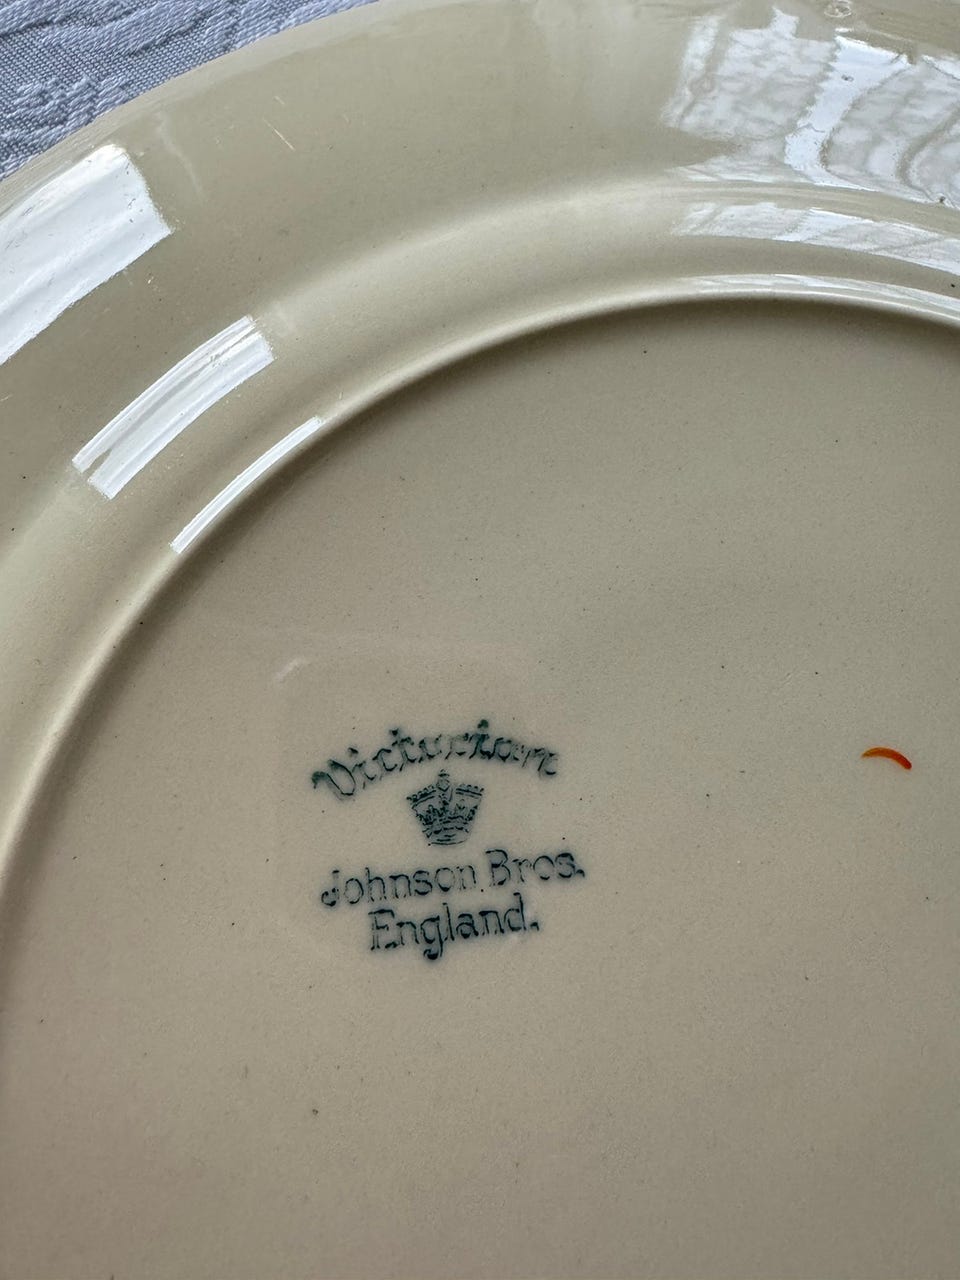 Victorian
Johnson Bros.
England.